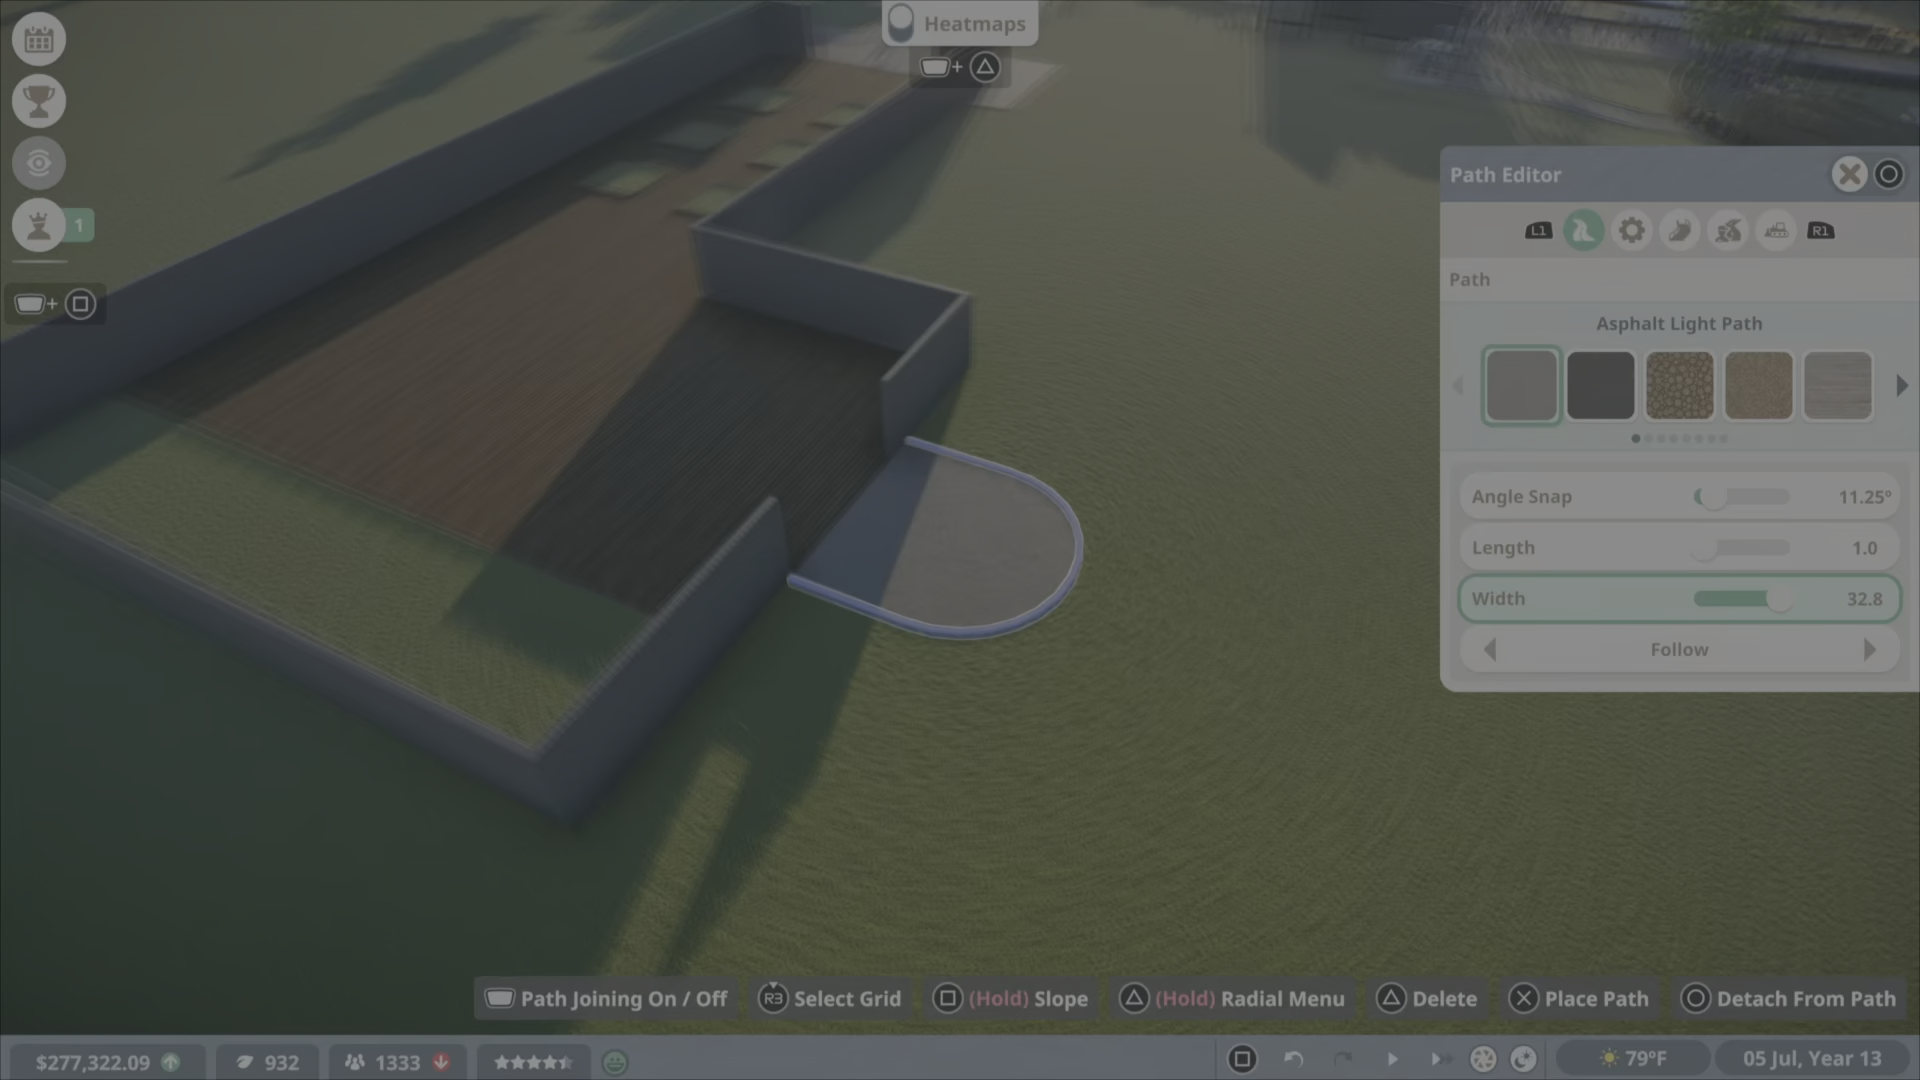 Heatmaps
+
1
+
Path Editor
L1 R1
Path
Asphalt Light Path
Angle Snap 11.25°
Length 1.0
Width 32.8
Follow
Path Joining On / Off R3 Select Grid (Hold) Slope (Hold) Radial Menu Delete Place Path Detach From Path
$277,322.09 932 1333 79°F 05 Jul, Year 13